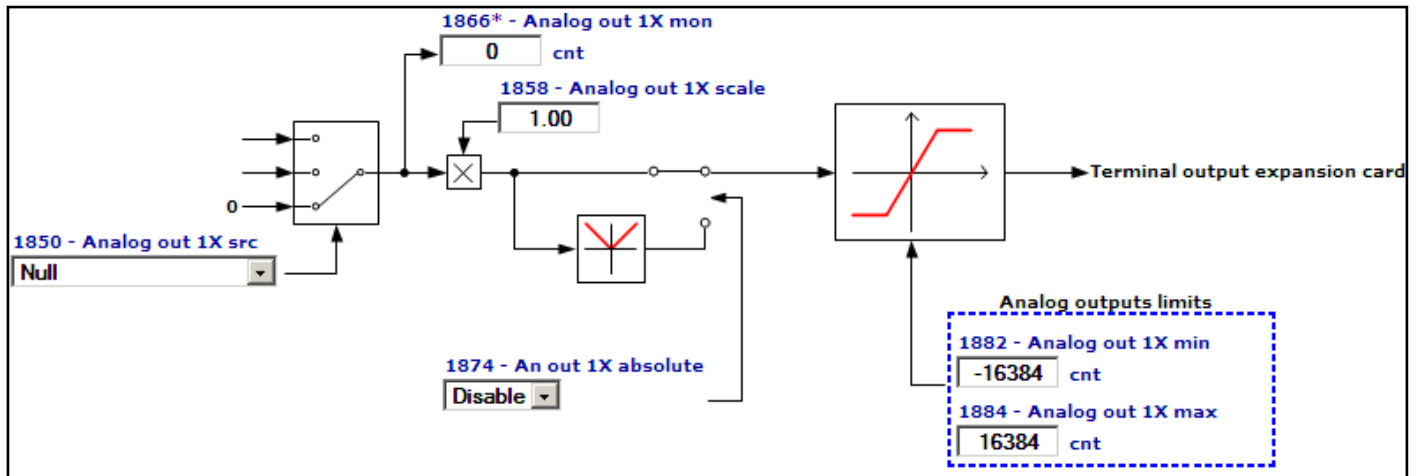 1866* - Analog out 1X mon
0 cnt
1858 - Analog out 1X scale
1.00
0
1850 - Analog out 1X src
Null
Terminal output expansion card
1874 - An out 1X absolute
Disable
Analog outputs limits
1882 - Analog out 1X min
-16384 cnt
1884 - Analog out 1X max
16384 cnt